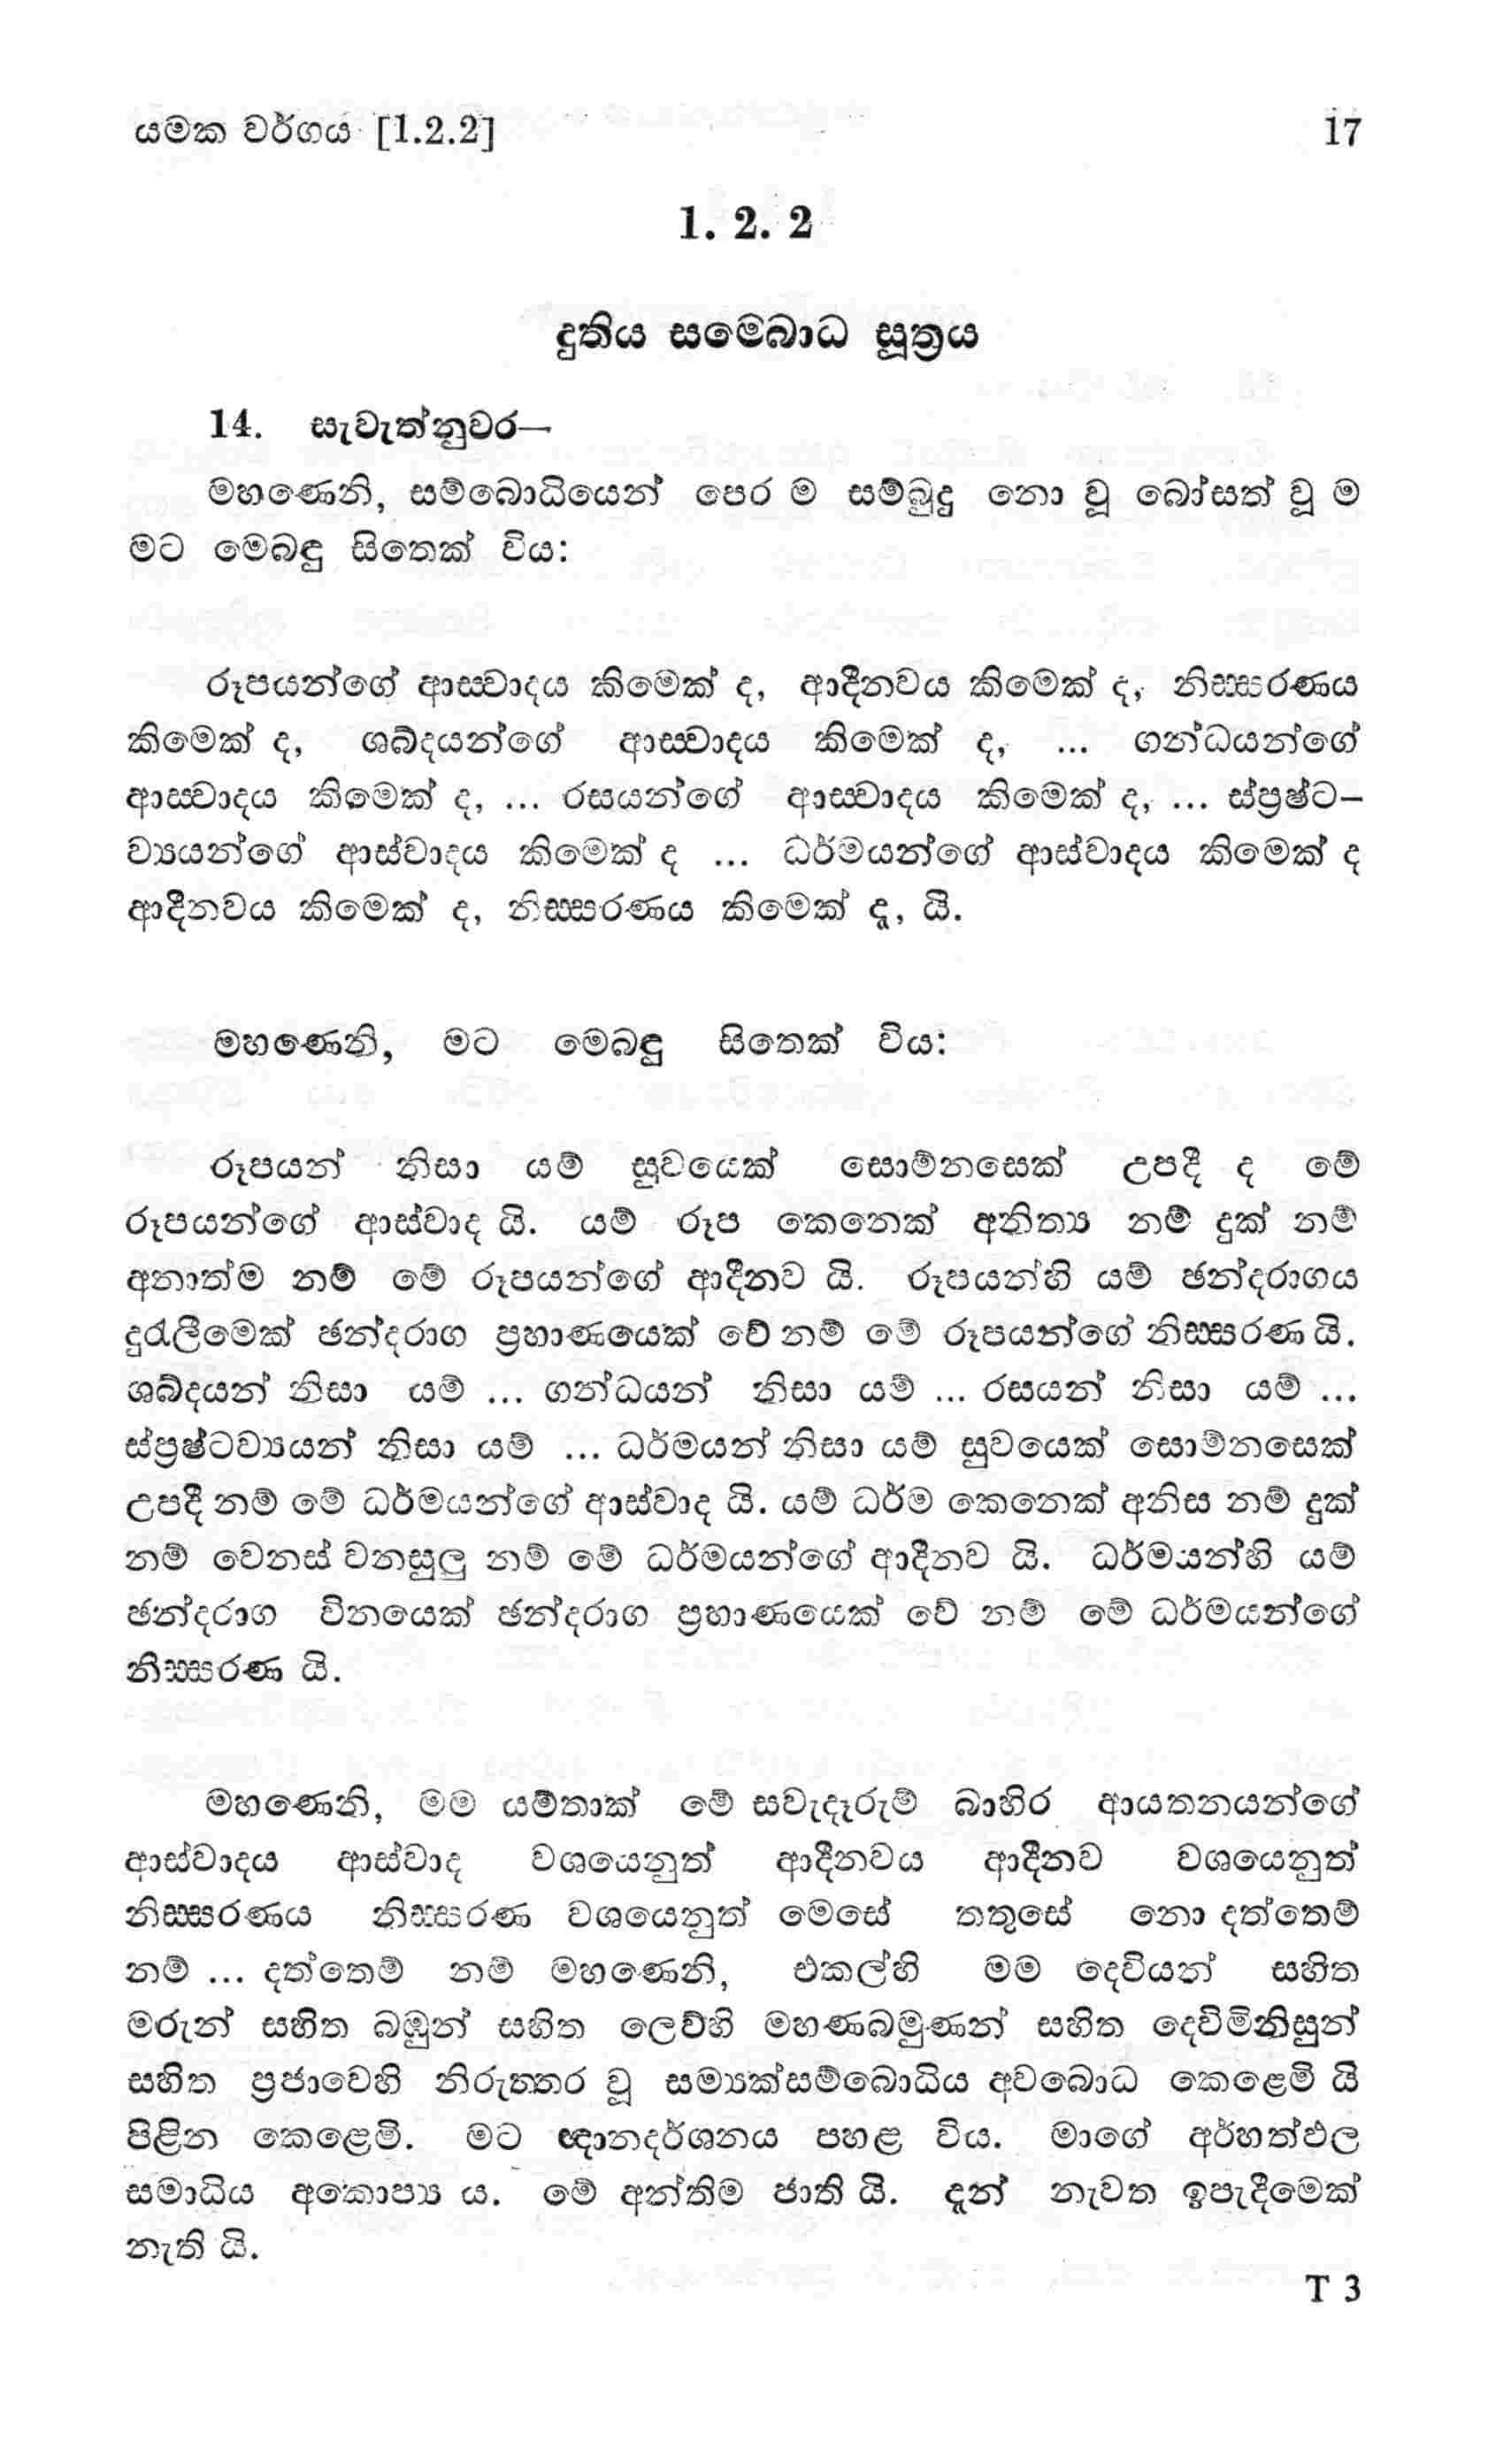 යමක වර්ගය [1.2.2] 17
1. 2. 2
දුතිය සම්බොධ සූත්‍රය
14. සැවැත්නුවර—
මහණෙනි, සම්බොධියෙන් පෙර ම සම්බුදු නො වූ බෝසත් වූ ම
මට මෙබඳු සිතෙක් විය:
රූපයන්ගේ ආස්වාදය කිමෙක් ද, ආදීනවය කිමෙක් ද, නිස්සරණය
කිමෙක් ද, ශබ්දයන්ගේ ආස්වාදය කිමෙක් ද, ... ගන්ධයන්ගේ
ආස්වාදය කිමෙක් ද, ... රසයන්ගේ ආස්වාදය කිමෙක් ද, ... ස්ප්‍රෂ්ට-
ව්‍යයන්ගේ ආස්වාදය කිමෙක් ද ... ධර්මයන්ගේ ආස්වාදය කිමෙක් ද
ආදීනවය කිමෙක් ද, නිස්සරණය කිමෙක් දැ, යි.
මහණෙනි, මට මෙබඳු සිතෙක් විය:
රූපයන් නිසා යම් සුවයෙක් සොම්නසෙක් උපදී ද මේ
රූපයන්ගේ ආස්වාද යි. යම් රූප කෙනෙක් අනිත්‍ය නම් දුක් නම්
අනාත්ම නම් මේ රූපයන්ගේ ආදීනව යි. රූපයන්හි යම් ඡන්දරාගය
දුරැලීමෙක් ඡන්දරාග ප්‍රහාණයෙක් වේ නම් මේ රූපයන්ගේ නිස්සරණ යි.
ශබ්දයන් නිසා යම් ... ගන්ධයන් නිසා යම් ... රසයන් නිසා යම් ...
ස්ප්‍රෂ්ටව්‍යයන් නිසා යම් ... ධර්මයන් නිසා යම් සුවයෙක් සොම්නසෙක්
උපදී නම් මේ ධර්මයන්ගේ ආස්වාද යි. යම් ධර්ම කෙනෙක් අනිස නම් දුක්
නම් වෙනස් වනසුලු නම් මේ ධර්මයන්ගේ ආදීනව යි. ධර්මයන්හි යම්
ඡන්දරාග විනයෙක් ඡන්දරාග ප්‍රහාණයෙක් වේ නම් මේ ධර්මයන්ගේ
නිස්සරණ යි.
මහණෙනි, මම යම්තාක් මේ සවැදෑරුම් බාහිර ආයතනයන්ගේ
ආස්වාදය ආස්වාද වශයෙනුත් ආදීනවය ආදීනව වශයෙනුත්
නිස්සරණය නිස්සරණ වශයෙනුත් මෙසේ තතුසේ නො දත්තෙම්
නම් ... දත්තෙම් නම් මහණෙනි, එකල්හි මම දෙවියන් සහිත
මරුන් සහිත බඹුන් සහිත ලෙව්හි මහණබමුණන් සහිත දෙව්මිනිසුන්
සහිත ප්‍රජාවෙහි නිරුත්තර වූ සම්‍යක්සම්බොධිය අවබොධ කෙළෙමි යි
පිළින කෙළෙමි. මට ඥානදර්ශනය පහළ විය. මාගේ අර්හත්ඵල
සමාධිය අකොප්‍ය ය. මේ අන්තිම ජාති යි. දැන් නැවත ඉපැදීමෙක්
නැති යි.
T 3